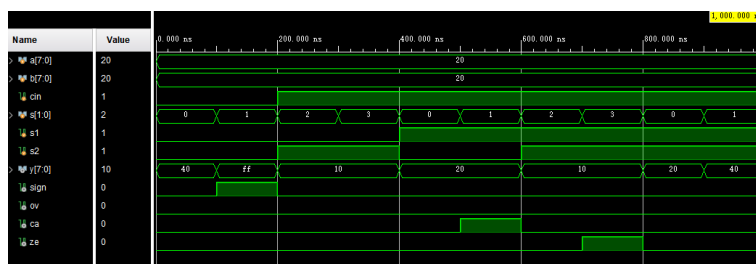 1,000.000 n
Name Value 0.000 ns 200.000 ns 400.000 ns 600.000 ns 800.000 ns
a[7:0] 20 20
b[7:0] 20 20
cin 1
s[1:0] 2 0 1 2 3 0 1 2 3 0 1
s1 1
s2 1
y[7:0] 10 40 ff 10 20 10 20 40
sign 0
ov 0
ca 0
ze 0